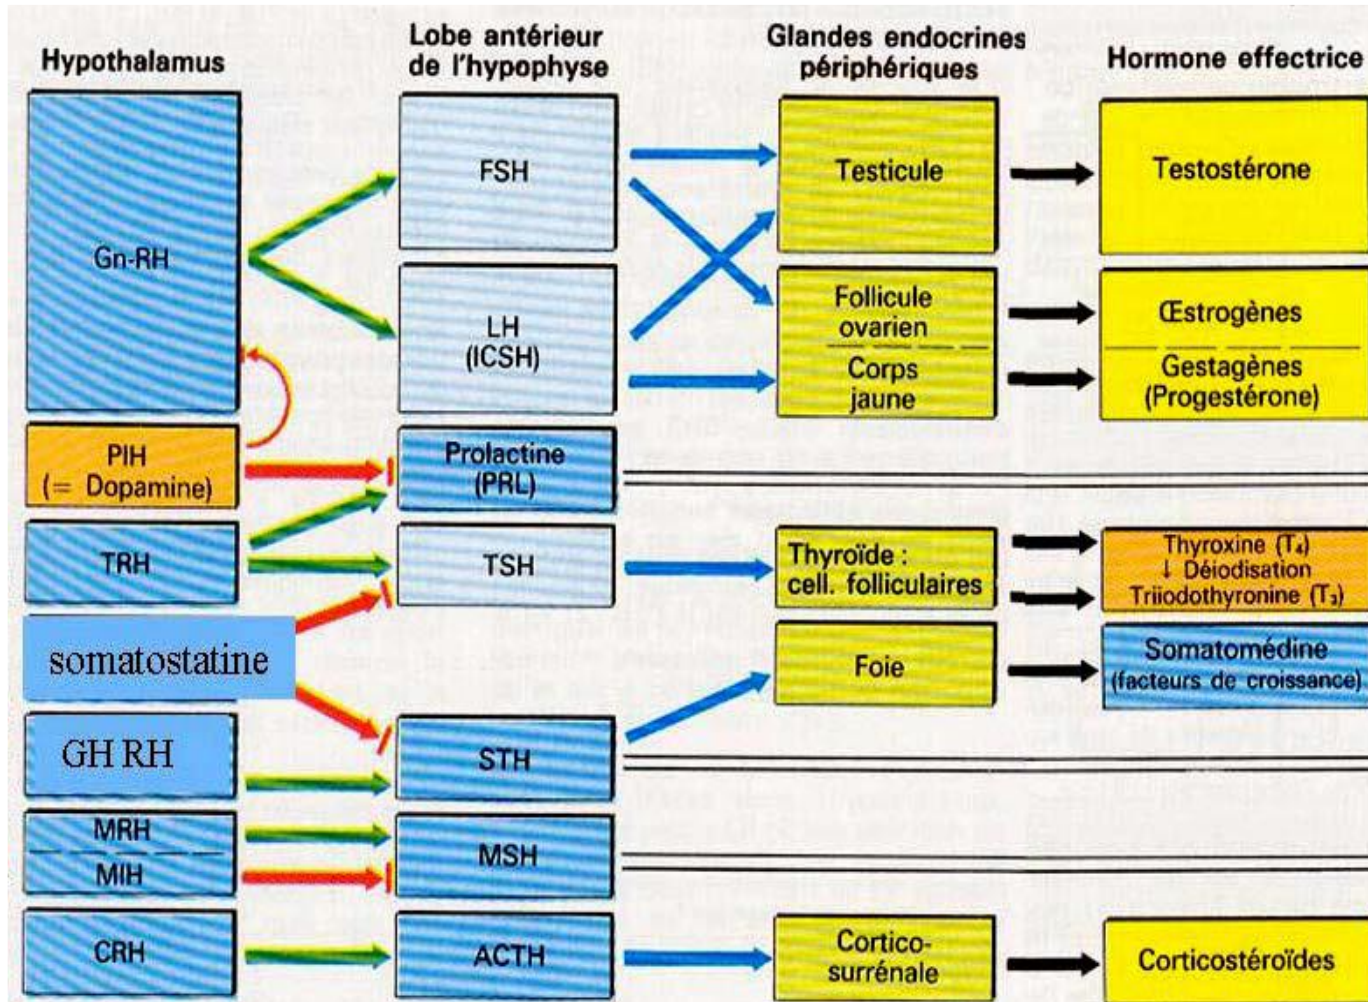 Hypothalamus
Lobe antérieur
de l'hypophyse
Glandes endocrines
périphériques
Hormone effectrice
Gn-RH
FSH
Testicule
Testostérone
LH
(ICSH)
Follicule
ovarien
Corps
jaune
Œstrogènes
Gestagènes
(Progestérone)
PIH
(= Dopamine)
Prolactine
(PRL)
TRH
TSH
Thyroïde :
cell. folliculaires
Thyroxine (T₄)
↓ Déiodisation
Triiodothyronine (T₃)
somatostatine
Foie
Somatomédine
(facteurs de croissance)
GH RH
STH
MRH
MIH
MSH
CRH
ACTH
Cortico-
surrénale
Corticostéroïdes